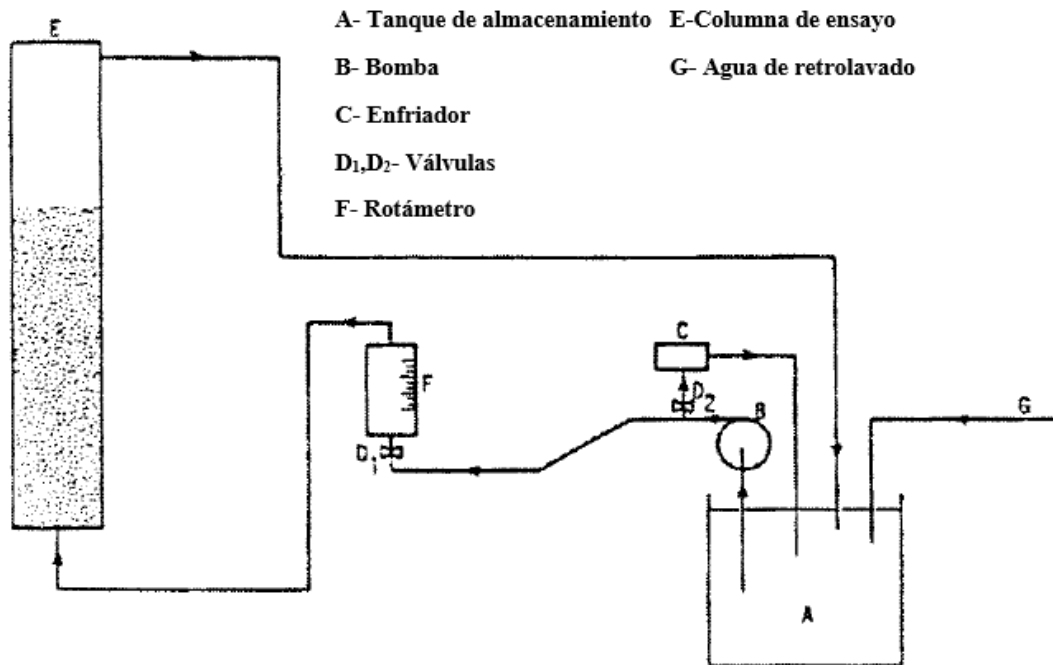 A- Tanque de almacenamiento E-Columna de ensayo
B- Bomba G- Agua de retrolavado
C- Enfriador
D₁,D₂- Válvulas
F- Rotámetro
E
C
F
D₂
B
G
D₁
A